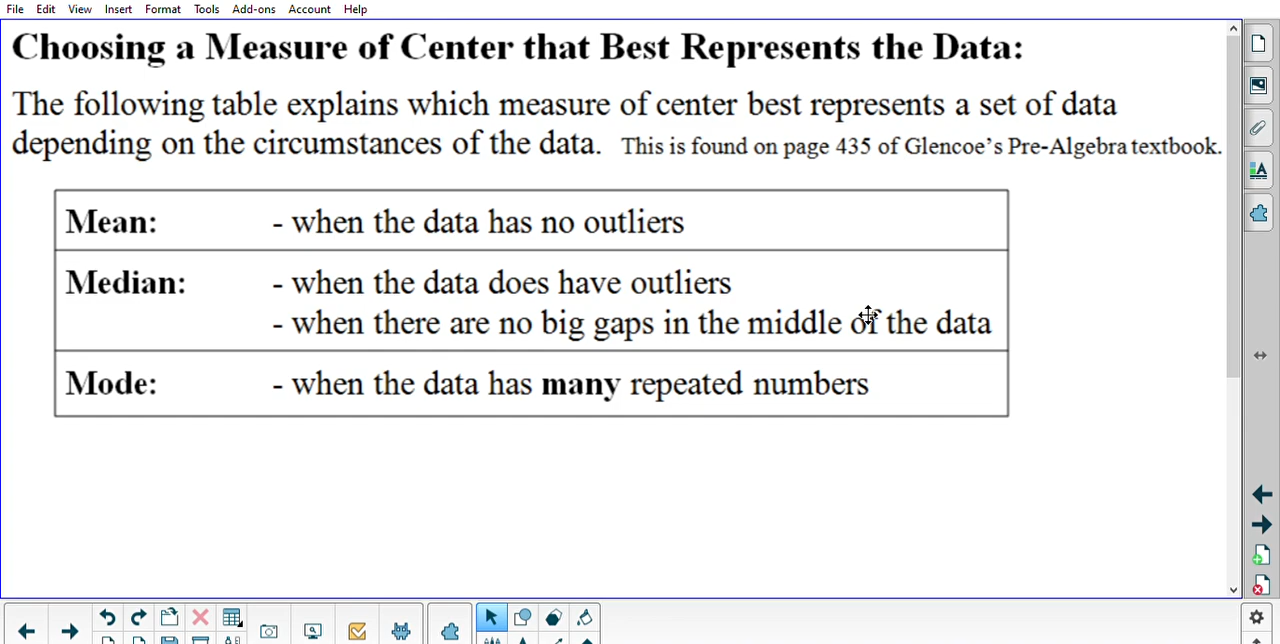 File Edit View Insert Format Tools Add-ons Account Help
Choosing a Measure of Center that Best Represents the Data:
The following table explains which measure of center best represents a set of data
depending on the circumstances of the data. This is found on page 435 of Glencoe's Pre-Algebra textbook.
Mean: - when the data has no outliers
Median: - when the data does have outliers
- when there are no big gaps in the middle of the data
Mode: - when the data has many repeated numbers